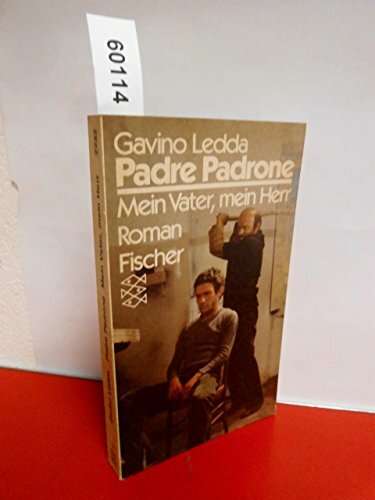 60114
Gavino Ledda
Padre Padrone
Mein Vater, mein Herr
Roman
Fischer